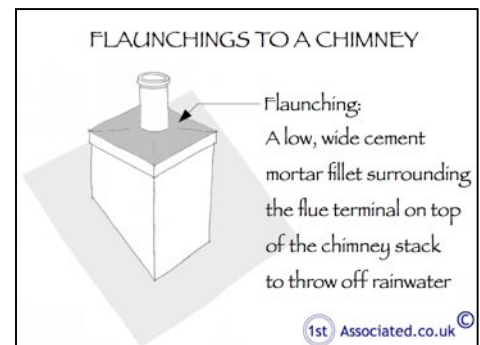 FLAUNCHINGS TO A CHIMNEY
Flaunching:
A low, wide cement
mortar fillet surrounding
the flue terminal on top
of the chimney stack
to throw off rainwater
1st Associated.co.uk ©